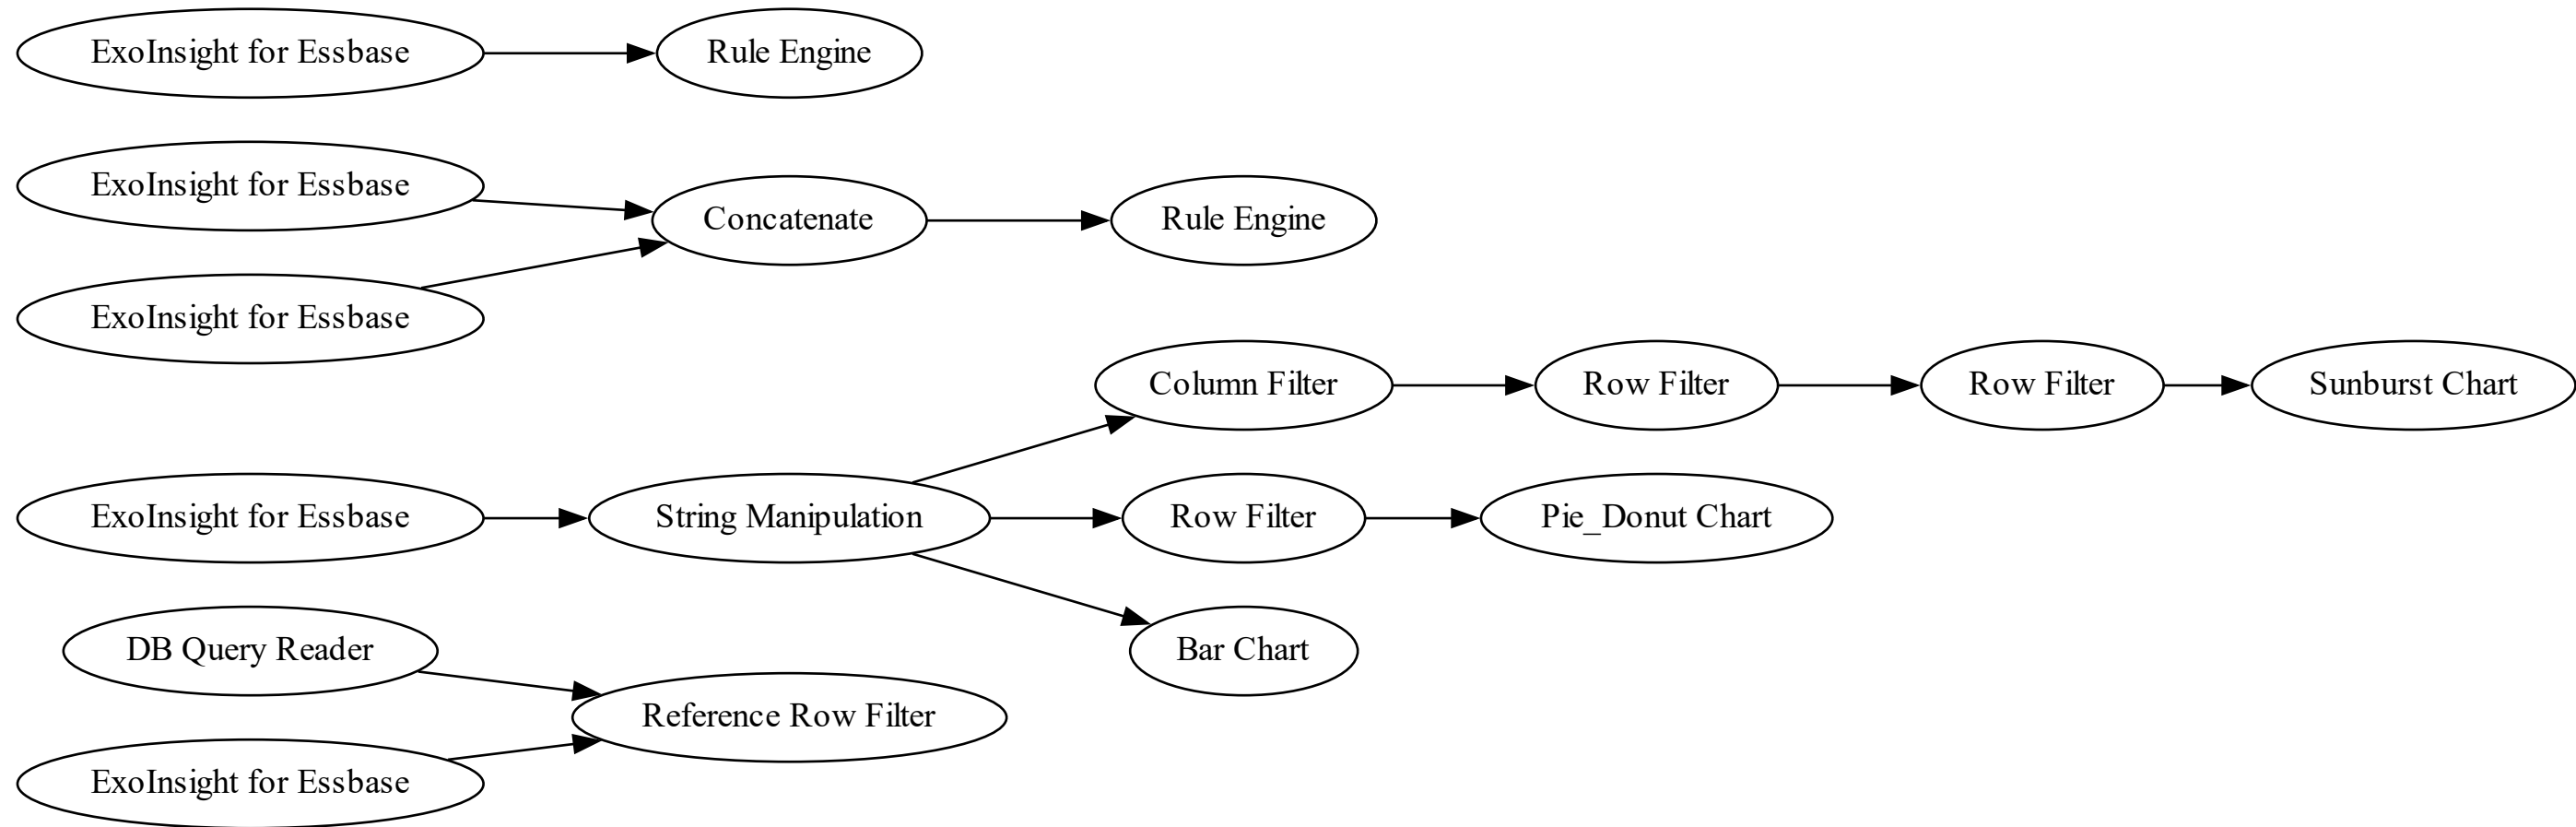 ExoInsight for Essbase
Rule Engine
ExoInsight for Essbase
Concatenate
Rule Engine
ExoInsight for Essbase
Column Filter
Row Filter
Row Filter
Sunburst Chart
ExoInsight for Essbase
String Manipulation
Row Filter
Pie_Donut Chart
DB Query Reader
Bar Chart
Reference Row Filter
ExoInsight for Essbase